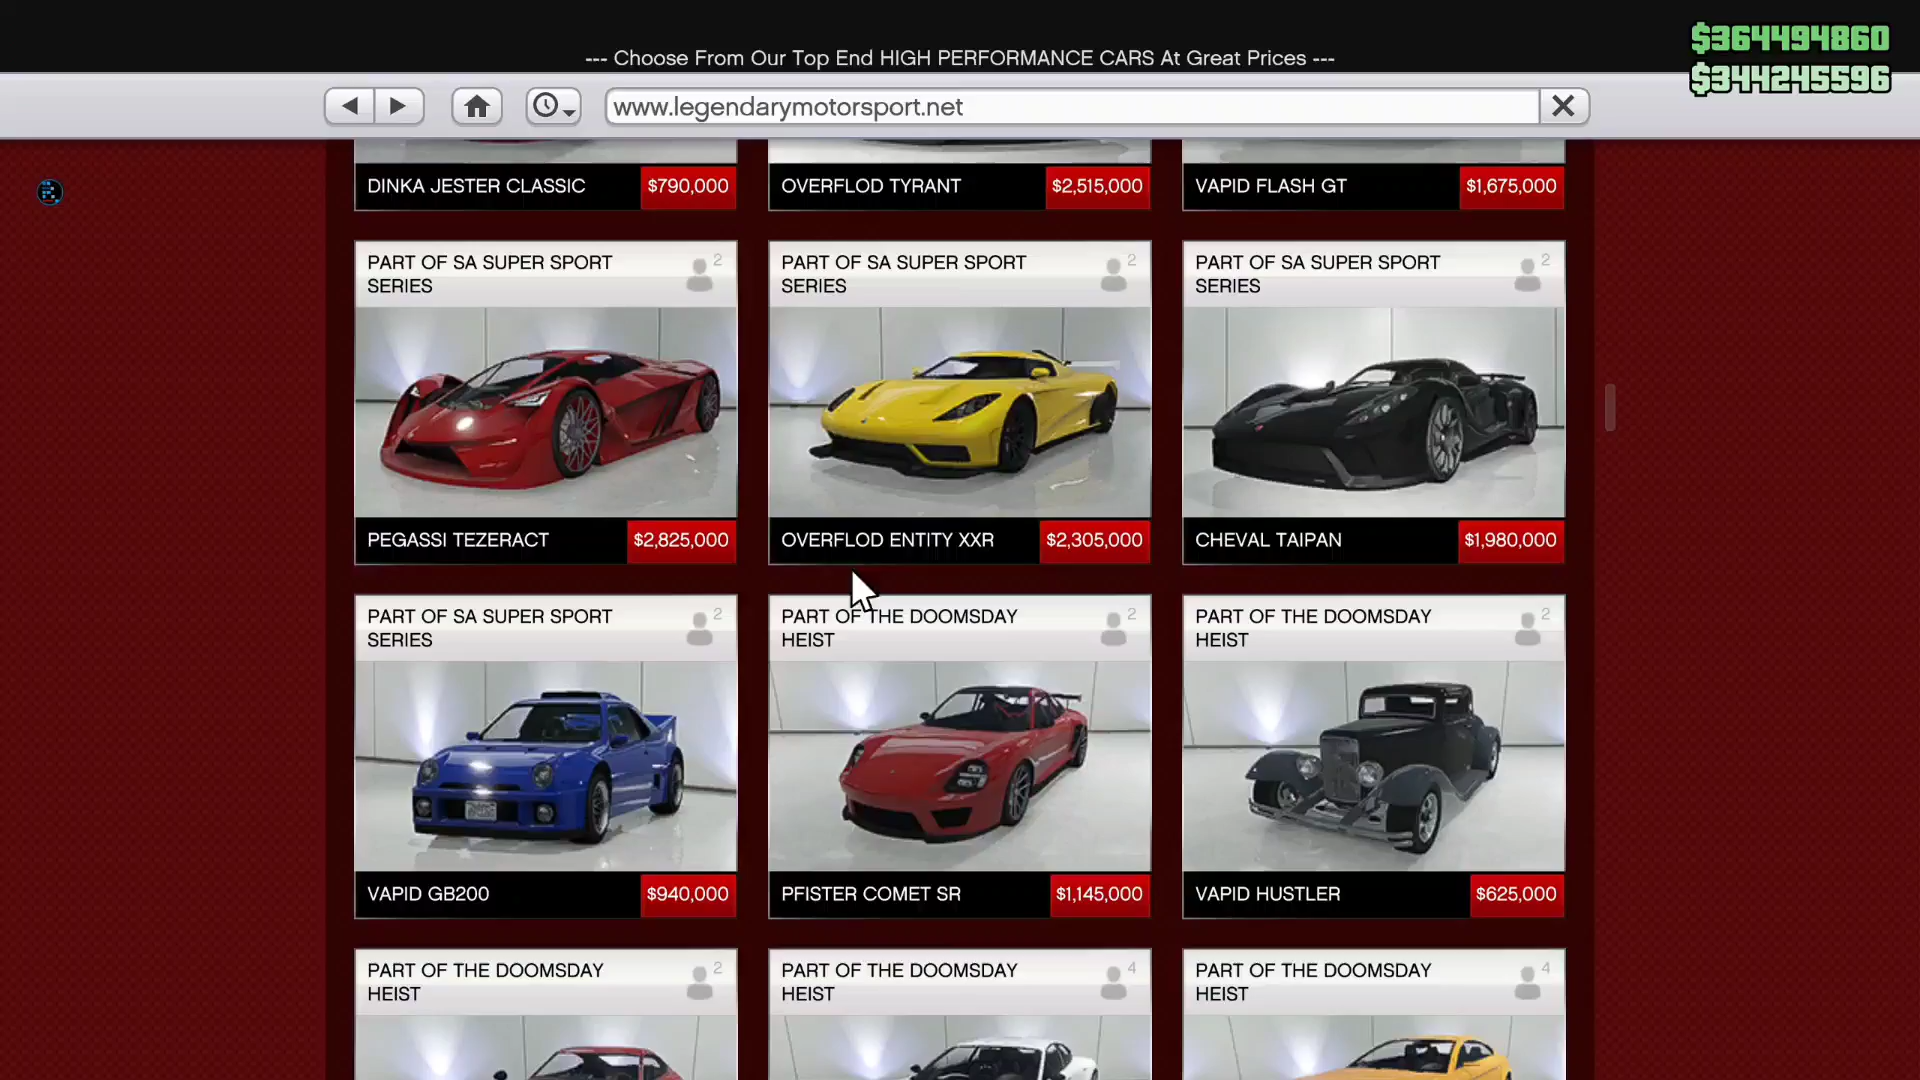 --- Choose From Our Top End HIGH PERFORMANCE CARS At Great Prices ---
$364494860
$344245596
www.legendarymotorsport.net
DINKA JESTER CLASSIC $790,000
OVERFLOD TYRANT $2,515,000
VAPID FLASH GT $1,675,000
PART OF SA SUPER SPORT
SERIES
2
PEGASSI TEZERACT $2,825,000
PART OF SA SUPER SPORT
SERIES
2
OVERFLOD ENTITY XXR $2,305,000
PART OF SA SUPER SPORT
SERIES
2
CHEVAL TAIPAN $1,980,000
PART OF SA SUPER SPORT
SERIES
2
VAPID GB200 $940,000
PART OF THE DOOMSDAY
HEIST
2
PFISTER COMET SR $1,145,000
PART OF THE DOOMSDAY
HEIST
2
VAPID HUSTLER $625,000
PART OF THE DOOMSDAY
HEIST
2
PART OF THE DOOMSDAY
HEIST
4
PART OF THE DOOMSDAY
HEIST
4